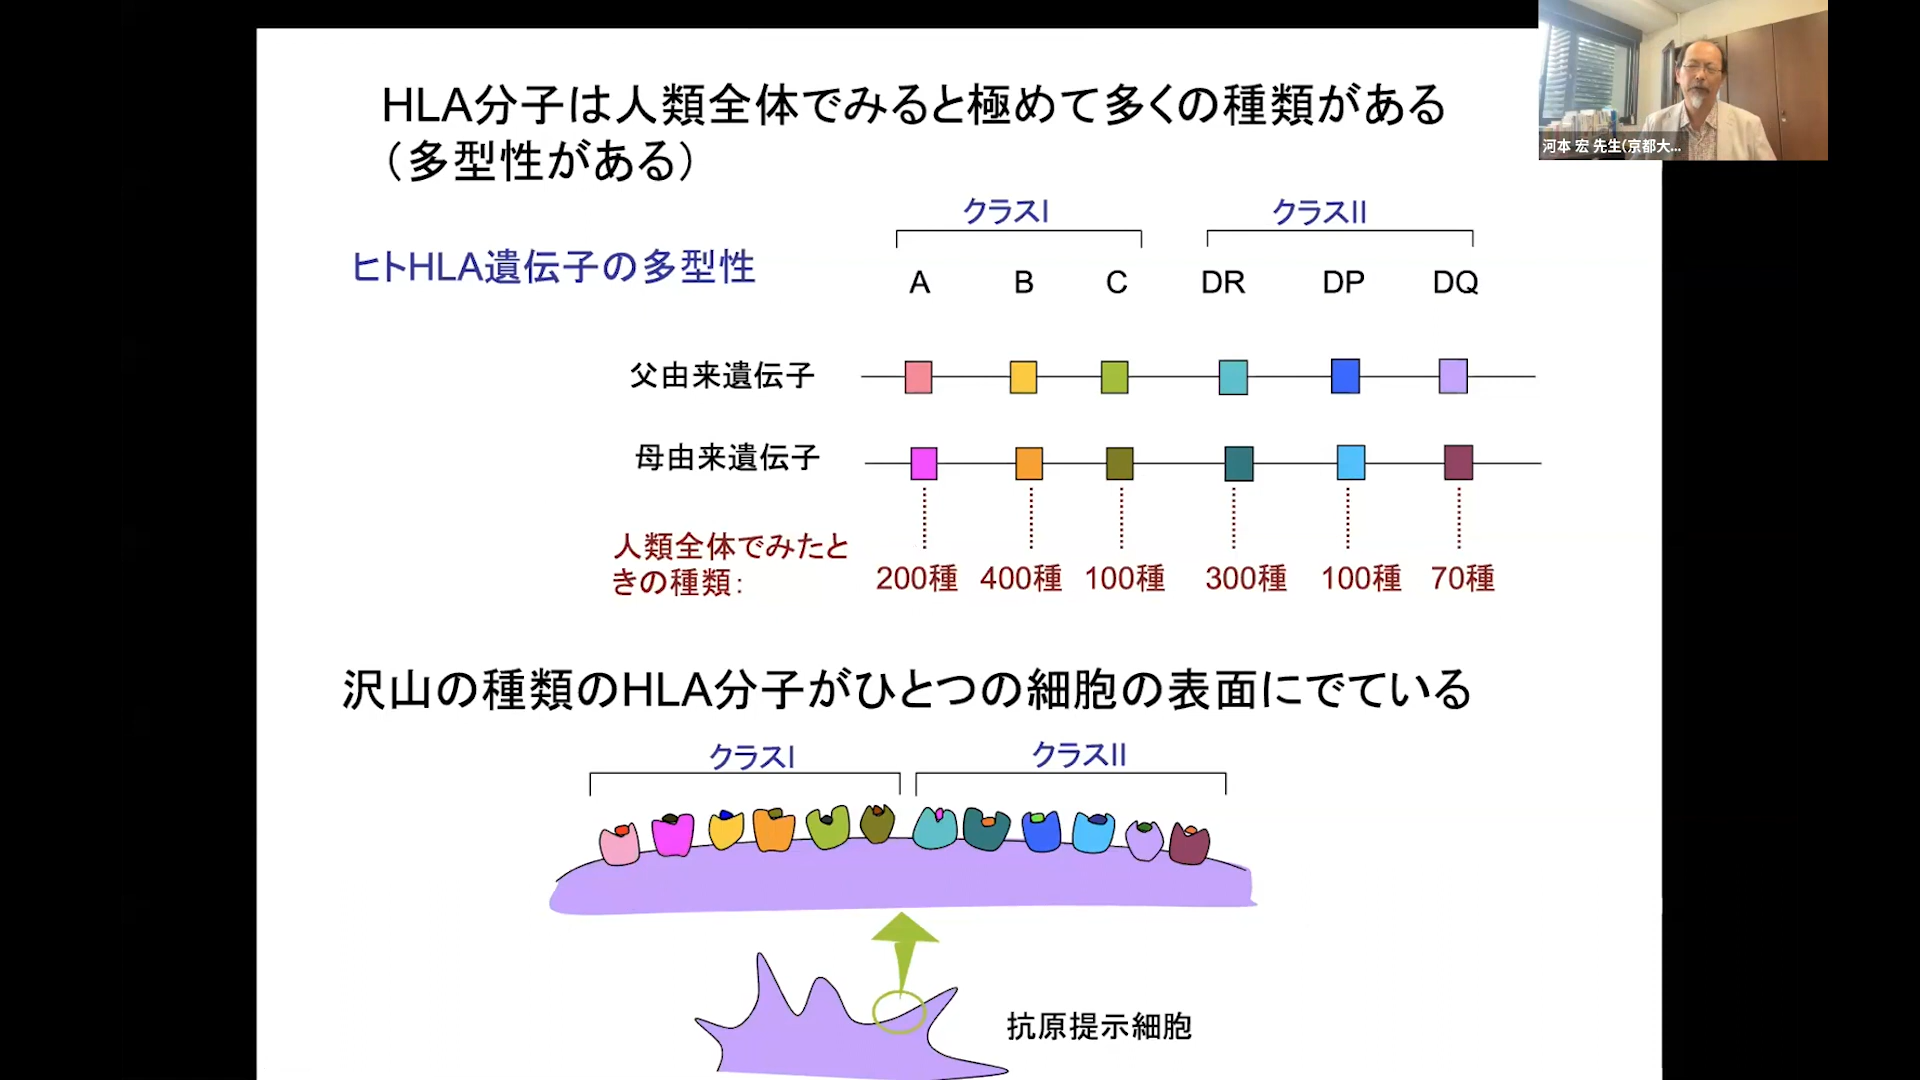 HLA分子は人類全体でみると極めて多くの種類がある
（多型性がある）
河本 宏 先生(京都大...
クラスI
クラスII
ヒトHLA遺伝子の多型性
A B C DR DP DQ
父由来遺伝子
母由来遺伝子
人類全体でみたと
きの種類：
200種 400種 100種 300種 100種 70種
沢山の種類のHLA分子がひとつの細胞の表面にでている
クラスI
クラスII
抗原提示細胞